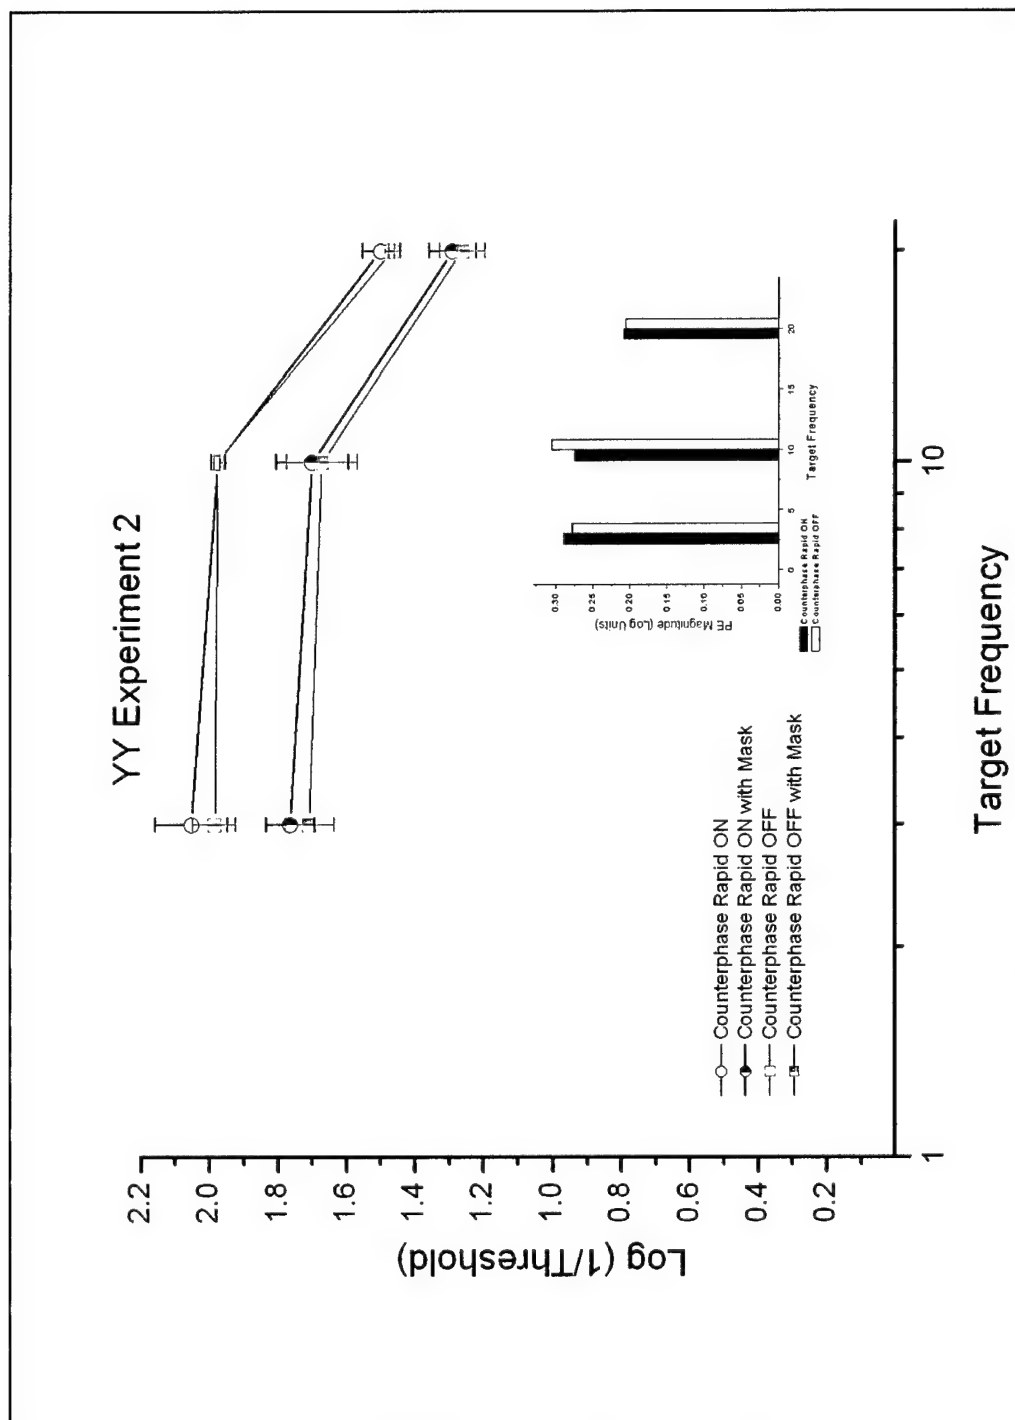 YY Experiment 2
Log (1/Threshold)
2.2
2.0
1.8
1.6
1.4
1.2
1.0
0.8
0.6
0.4
0.2
1
10
Target Frequency
Counterphase Rapid ON
Counterphase Rapid ON with Mask
Counterphase Rapid OFF
Counterphase Rapid OFF with Mask
PE Magnitude (Log Units)
0.30
0.25
0.20
0.15
0.10
0.05
0.00
0
5
10
15
20
Target Frequency
Counterphase Rapid ON
Counterphase Rapid OFF